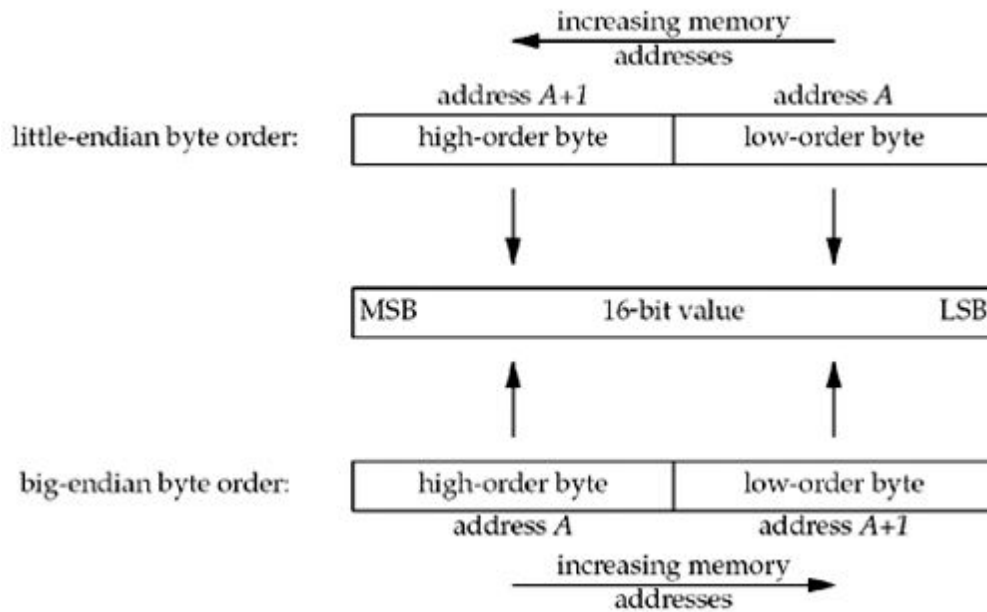 increasing memory
addresses
address A+1 address A
little-endian byte order: high-order byte low-order byte
MSB 16-bit value LSB
big-endian byte order: high-order byte low-order byte
address A address A+1
increasing memory
addresses